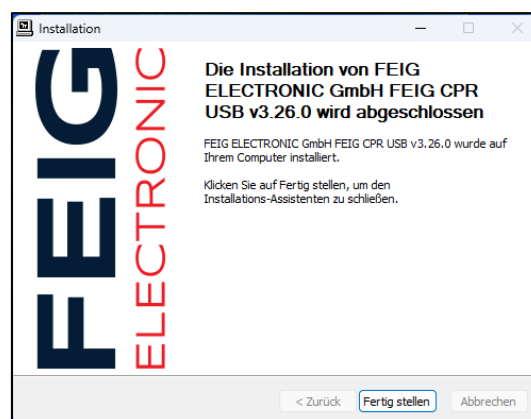 Installation
FEIG
ELECTRONIC
Die Installation von FEIG
ELECTRONIC GmbH FEIG CPR
USB v3.26.0 wird abgeschlossen
FEIG ELECTRONIC GmbH FEIG CPR USB v3.26.0 wurde auf
Ihrem Computer installiert.
Klicken Sie auf Fertig stellen, um den
Installations-Assistenten zu schließen.
< Zurück Fertig stellen Abbrechen